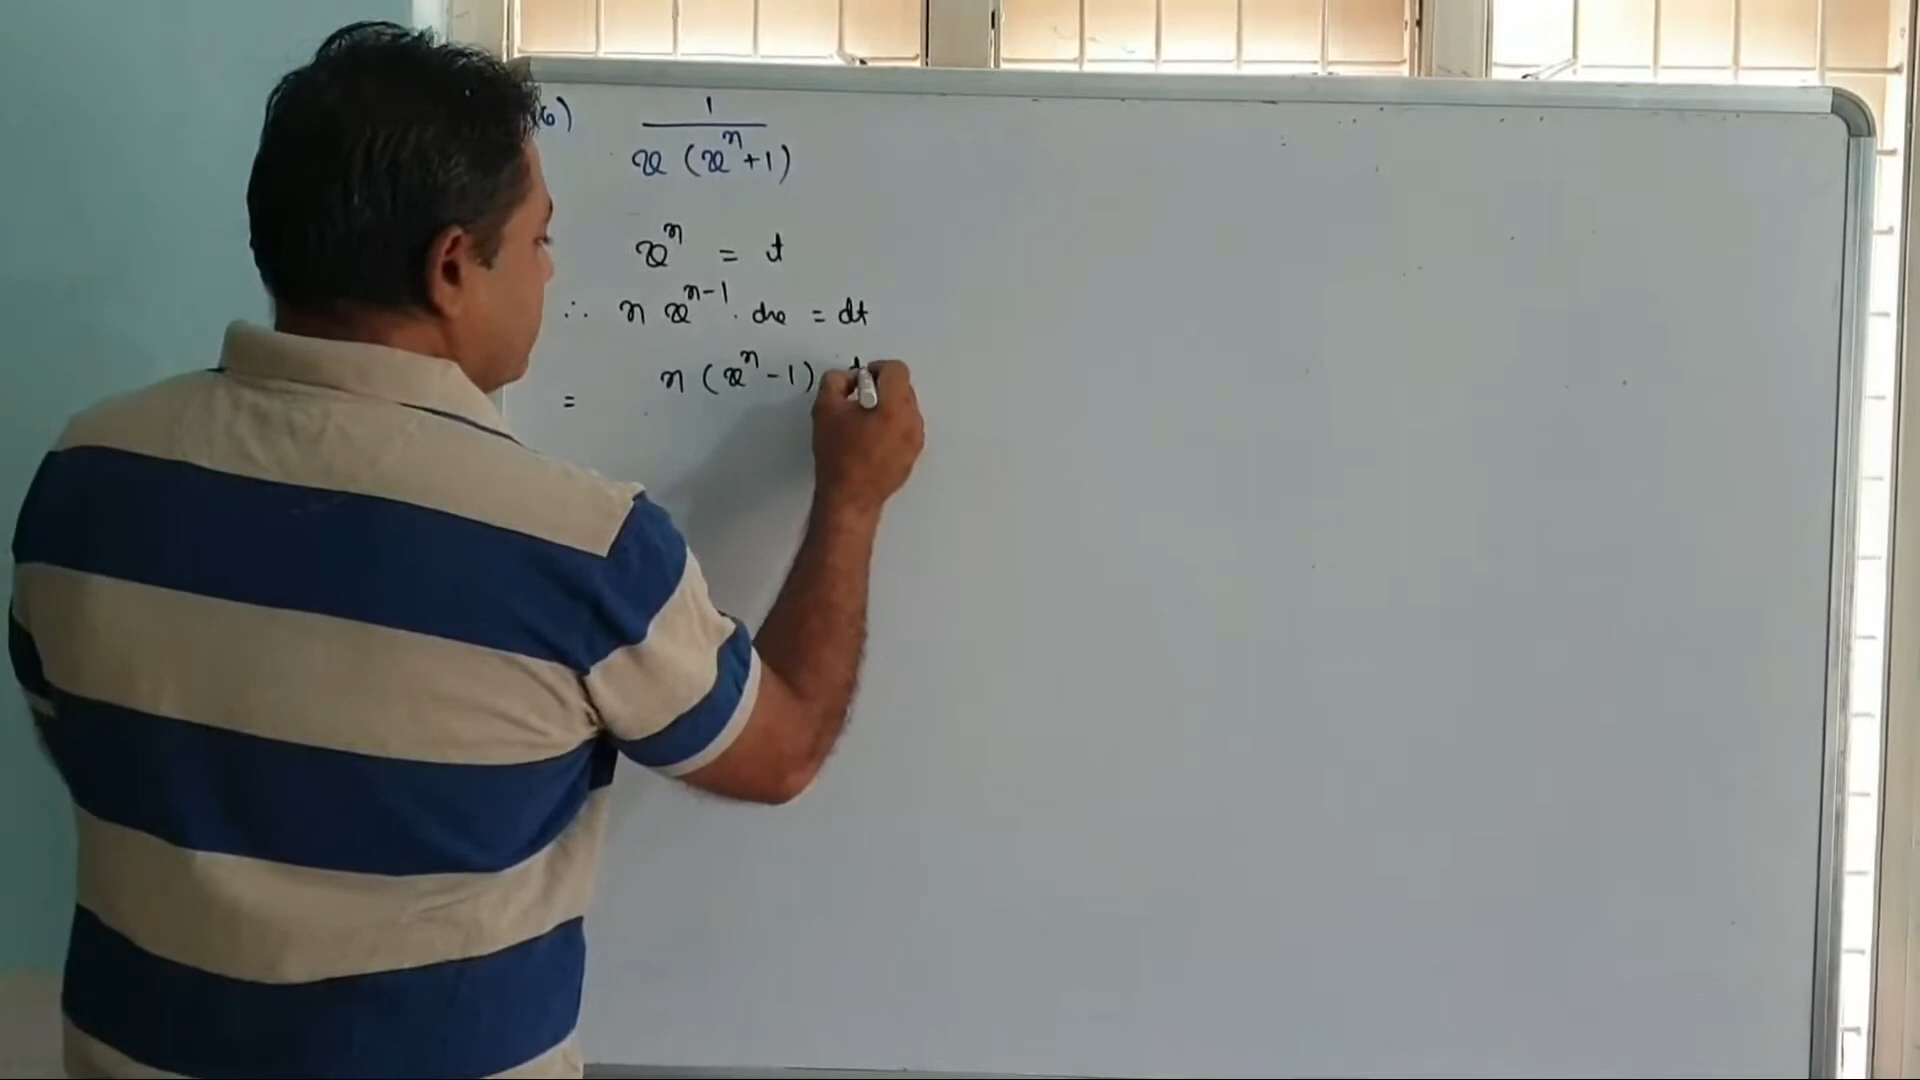 6) 1
x (xⁿ+1)
xⁿ = t
∴ n xⁿ⁻¹ . dx = dt
= n (xⁿ - 1)